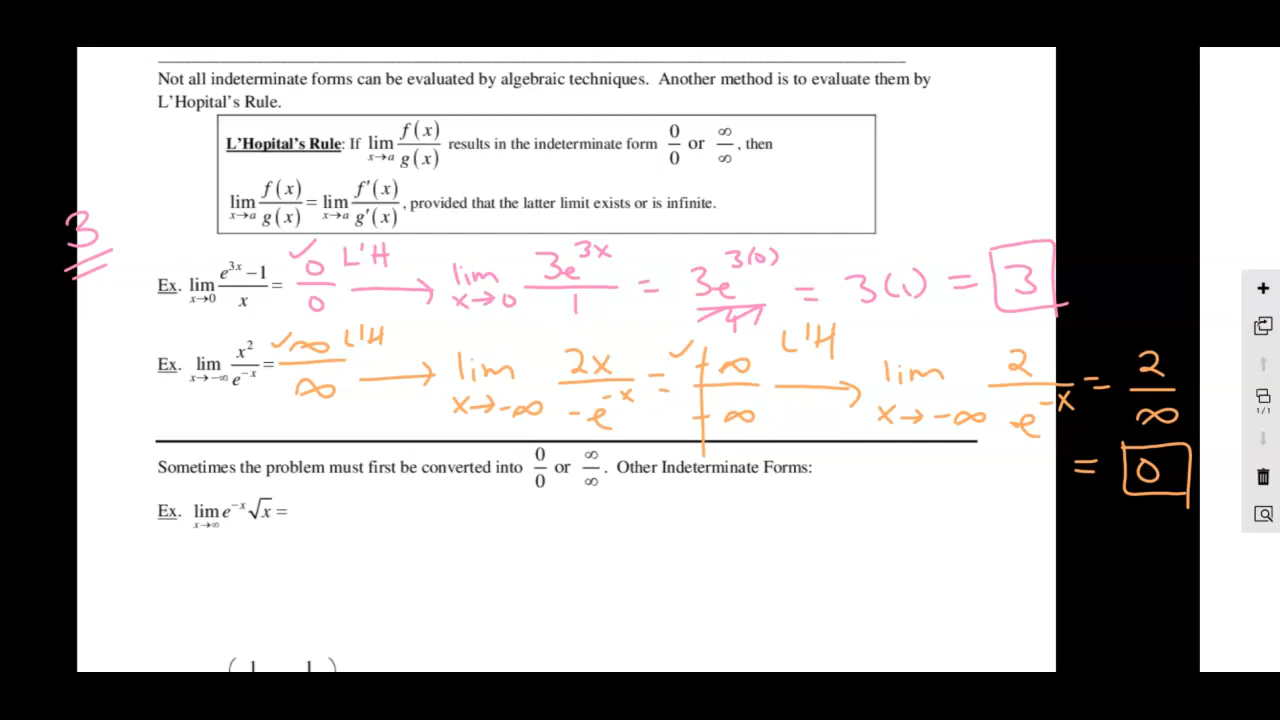 Not all indeterminate forms can be evaluated by algebraic techniques. Another method is to evaluate them by
L'Hopital's Rule.
L'Hopital's Rule: If lim x→a f(x)/g(x) results in the indeterminate form 0/0 or ∞/∞, then
lim x→a f(x)/g(x) = lim x→a f'(x)/g'(x), provided that the latter limit exists or is infinite.
3
Ex. lim x→0 (e^{3x} −1)/x = ✓ 0/0 L'H → lim x→0 3e^{3x}/1 = 3e^{3(0)}/1 = 3(1) = 3
Ex. lim x→−∞ x²/e^{−x} = ✓ ∞/∞ L'H → lim x→−∞ 2x/−e^{−x} = ✓ −∞/−∞ L'H → lim x→−∞ 2/e^{−x} = 2/∞
= 0
Sometimes the problem must first be converted into 0/0 or ∞/∞. Other Indeterminate Forms:
Ex. lim x→∞ e^{−x} √x =
1/1